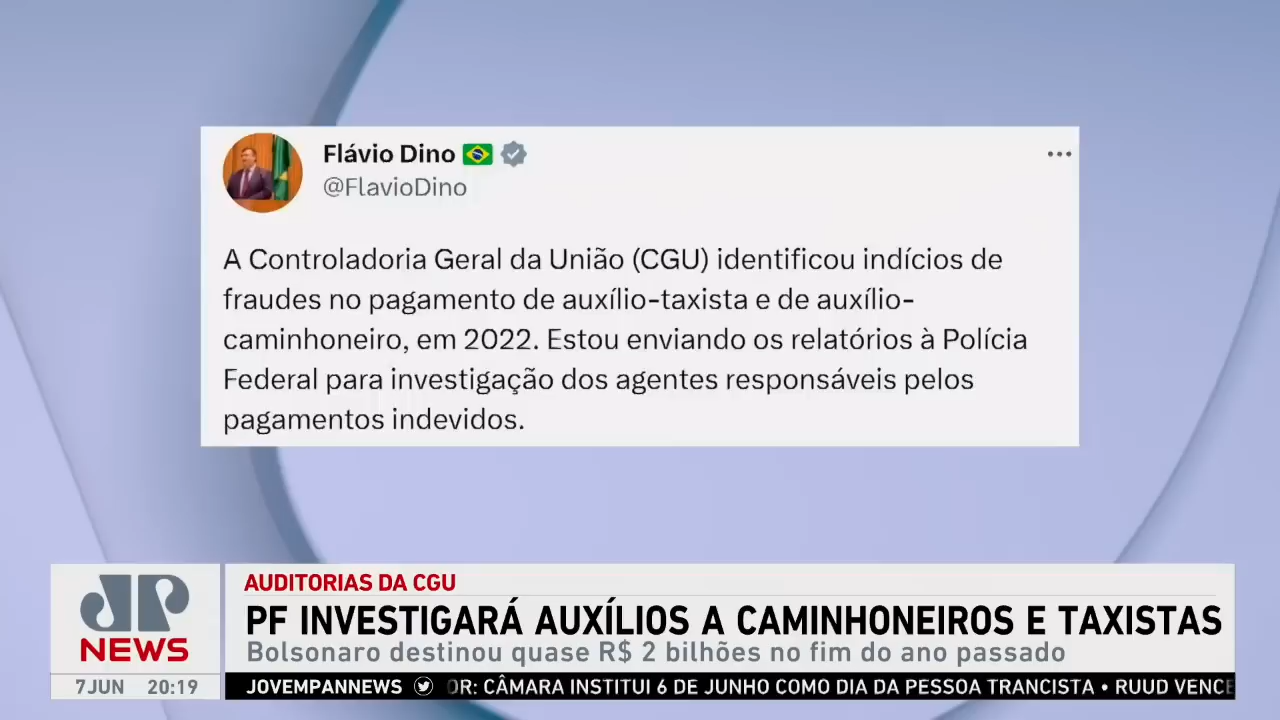 Flávio Dino
@FlavioDino
A Controladoria Geral da União (CGU) identificou indícios de
fraudes no pagamento de auxílio-taxista e de auxílio-
caminhoneiro, em 2022. Estou enviando os relatórios à Polícia
Federal para investigação dos agentes responsáveis pelos
pagamentos indevidos.
AUDITORIAS DA CGU
PF INVESTIGARÁ AUXÍLIOS A CAMINHONEIROS E TAXISTAS
Bolsonaro destinou quase R$ 2 bilhões no fim do ano passado
JP
NEWS
7JUN 20:19
JOVEMPANNEWS OR: CÂMARA INSTITUI 6 DE JUNHO COMO DIA DA PESSOA TRANCISTA • RUUD VENCE